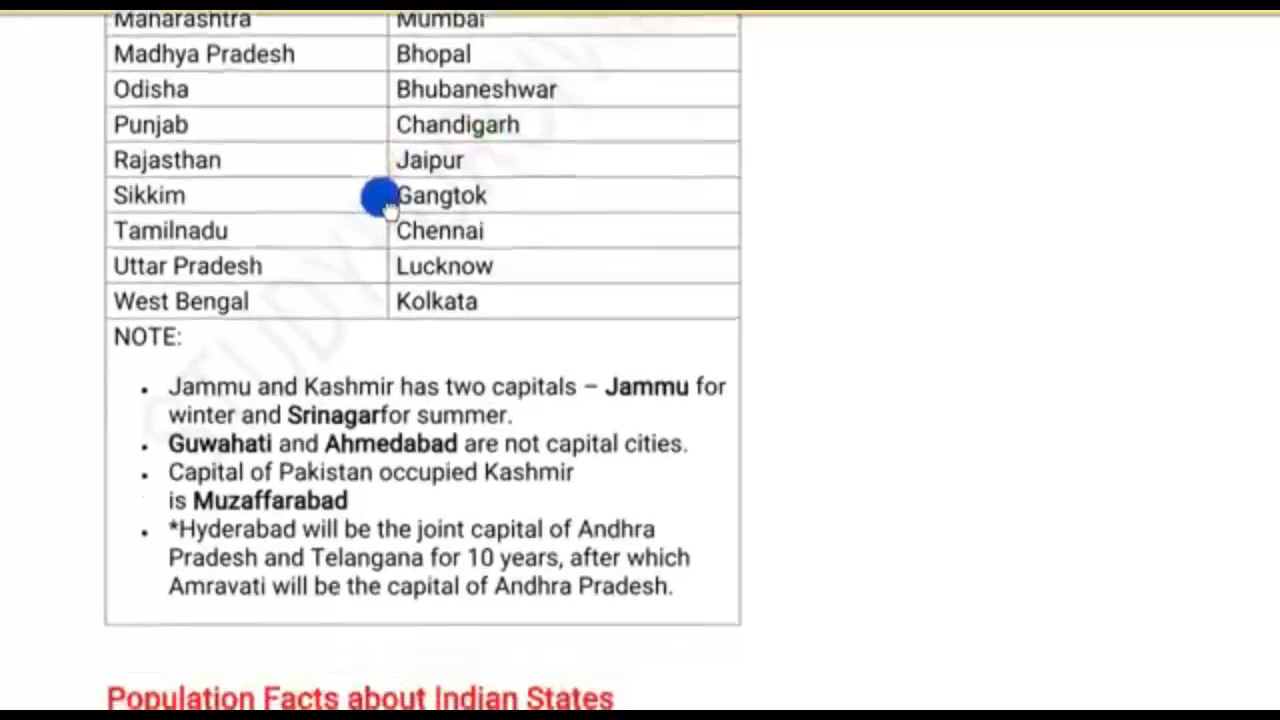 Maharashtra Mumbai
Madhya Pradesh Bhopal
Odisha Bhubaneshwar
Punjab Chandigarh
Rajasthan Jaipur
Sikkim Gangtok
Tamilnadu Chennai
Uttar Pradesh Lucknow
West Bengal Kolkata
NOTE:
• Jammu and Kashmir has two capitals – Jammu for
winter and Srinagarfor summer.
• Guwahati and Ahmedabad are not capital cities.
• Capital of Pakistan occupied Kashmir
is Muzaffarabad
• *Hyderabad will be the joint capital of Andhra
Pradesh and Telangana for 10 years, after which
Amravati will be the capital of Andhra Pradesh.
Population Facts about Indian States